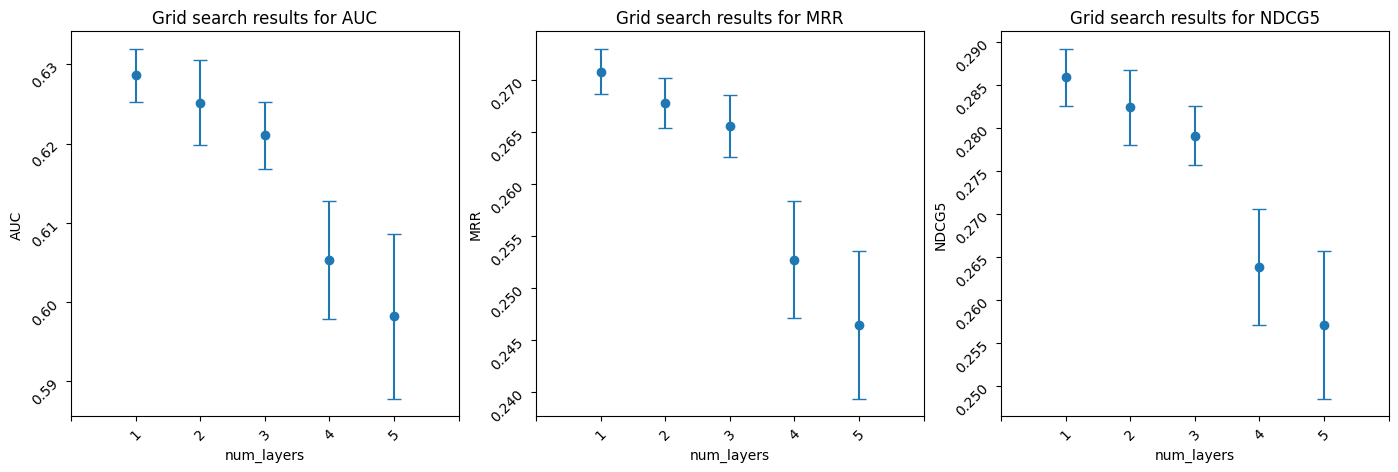 Grid search results for AUC
AUC
0.63
0.62
0.61
0.60
0.59
1 2 3 4 5
num_layers
Grid search results for MRR
MRR
0.270
0.265
0.260
0.255
0.250
0.245
0.240
1 2 3 4 5
num_layers
Grid search results for NDCG5
NDCG5
0.290
0.285
0.280
0.275
0.270
0.265
0.260
0.255
0.250
1 2 3 4 5
num_layers